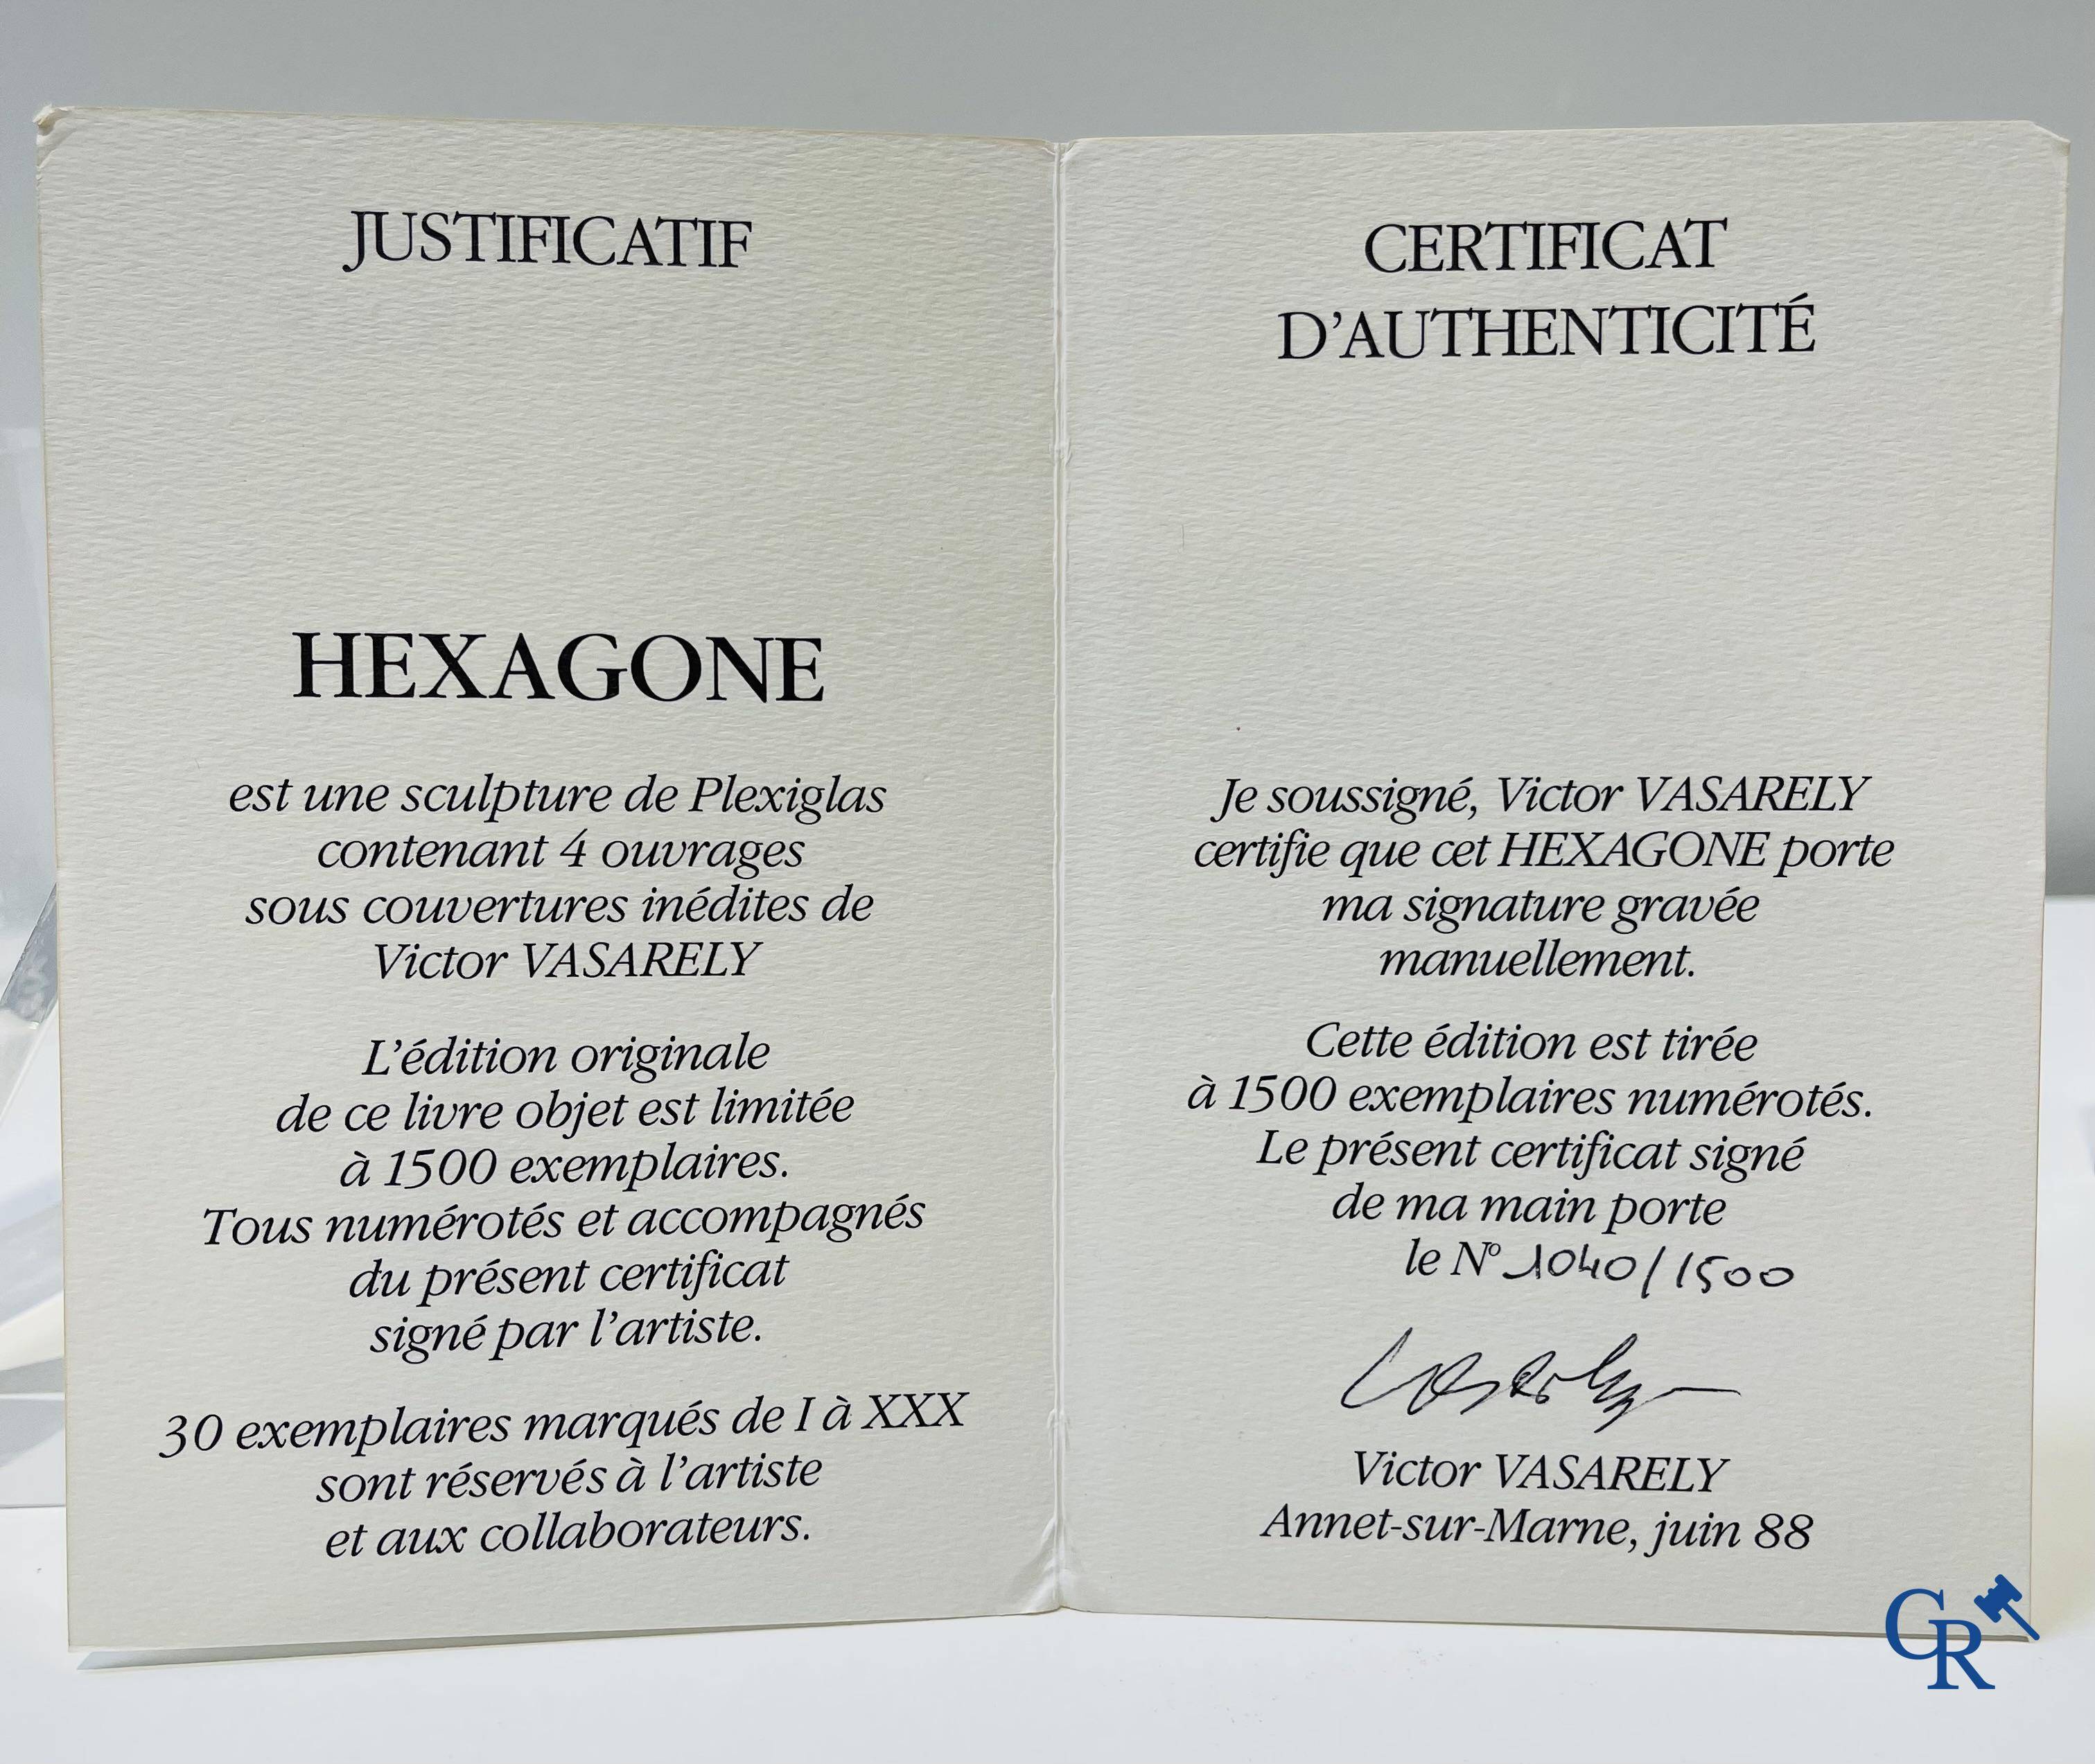 JUSTIFICATIF
HEXAGONE
est une sculpture de Plexiglas
contenant 4 ouvrages
sous couvertures inédites de
Victor VASARELY
L'édition originale
de ce livre objet est limitée
à 1500 exemplaires.
Tous numérotés et accompagnés
du présent certificat
signé par l'artiste.
30 exemplaires marqués de I à XXX
sont réservés à l'artiste
et aux collaborateurs.
CERTIFICAT
D'AUTHENTICITÉ
Je soussigné, Victor VASARELY
certifie que cet HEXAGONE porte
ma signature gravée
manuellement.
Cette édition est tirée
à 1500 exemplaires numérotés.
Le présent certificat signé
de ma main porte
le Nº 1040/1500
Vasarely
Victor VASARELY
Annet-sur-Marne, juin 88
GR